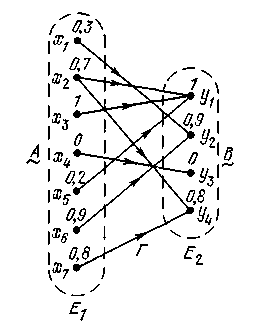 0,3
x₁
0,7
x₂
1
x₃
0
x₄
0,2
x₅
0,9
x₆
0,8
x₇
A
E₁
Г
1
y₁
0,9
y₂
0
y₃
0,8
y₄
B
E₂